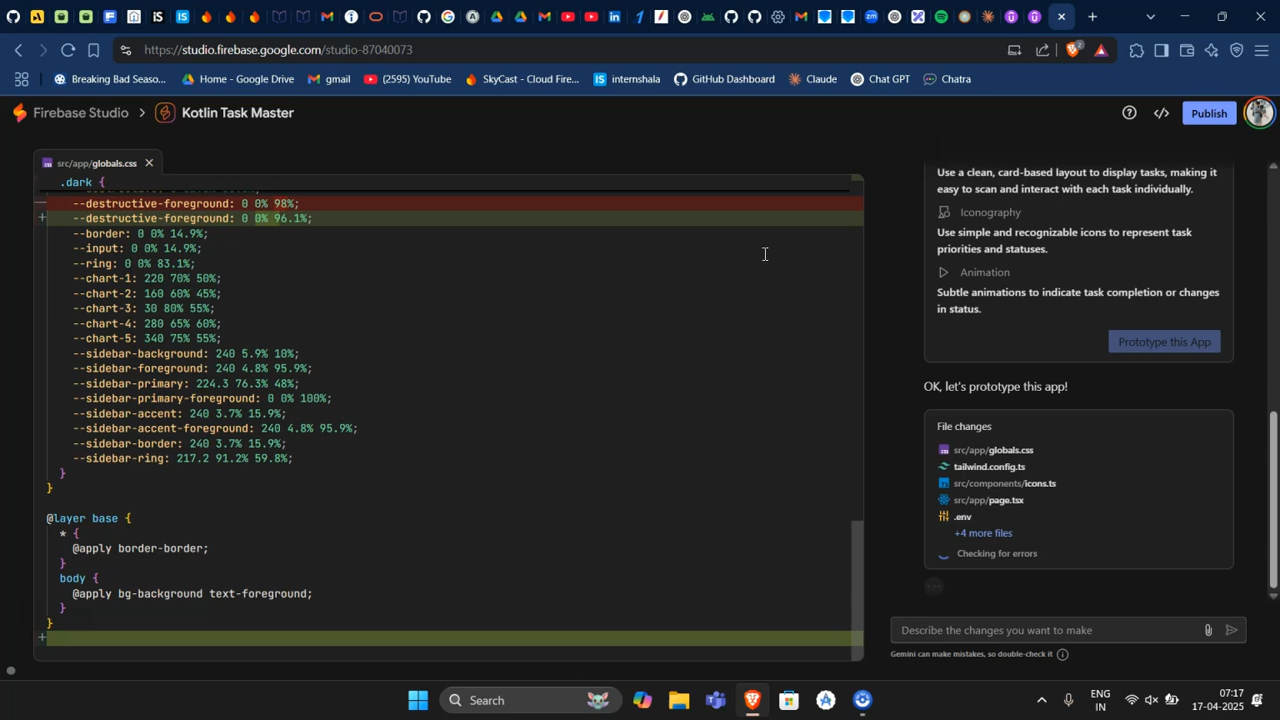 https://studio.firebase.google.com/studio-87040073
2
Breaking Bad Seaso...
Home - Google Drive
gmail
(2595) YouTube
SkyCast - Cloud Fire...
IS
internshala
GitHub Dashboard
Claude
Chat GPT
Chatra
Firebase Studio
Kotlin Task Master
Publish
src/app/globals.css
.dark {
--destructive-foreground: 0 0% 98%;
+ --destructive-foreground: 0 0% 96.1%;
--border: 0 0% 14.9%;
--input: 0 0% 14.9%;
--ring: 0 0% 83.1%;
--chart-1: 220 70% 50%;
--chart-2: 160 60% 45%;
--chart-3: 30 80% 55%;
--chart-4: 280 65% 60%;
--chart-5: 340 75% 55%;
--sidebar-background: 240 5.9% 10%;
--sidebar-foreground: 240 4.8% 95.9%;
--sidebar-primary: 224.3 76.3% 48%;
--sidebar-primary-foreground: 0 0% 100%;
--sidebar-accent: 240 3.7% 15.9%;
--sidebar-accent-foreground: 240 4.8% 95.9%;
--sidebar-border: 240 3.7% 15.9%;
--sidebar-ring: 217.2 91.2% 59.8%;
}
}
@layer base {
* {
@apply border-border;
}
body {
@apply bg-background text-foreground;
}
}
+
Use a clean, card-based layout to display tasks, making it
easy to scan and interact with each task individually.
Iconography
Use simple and recognizable icons to represent task
priorities and statuses.
Animation
Subtle animations to indicate task completion or changes
in status.
Prototype this App
OK, let's prototype this app!
File changes
src/app/globals.css
tailwind.config.ts
src/components/icons.ts
src/app/page.tsx
.env
+4 more files
Checking for errors
Describe the changes you want to make
Gemini can make mistakes, so double-check it
Search
ENG
IN
07:17
17-04-2025